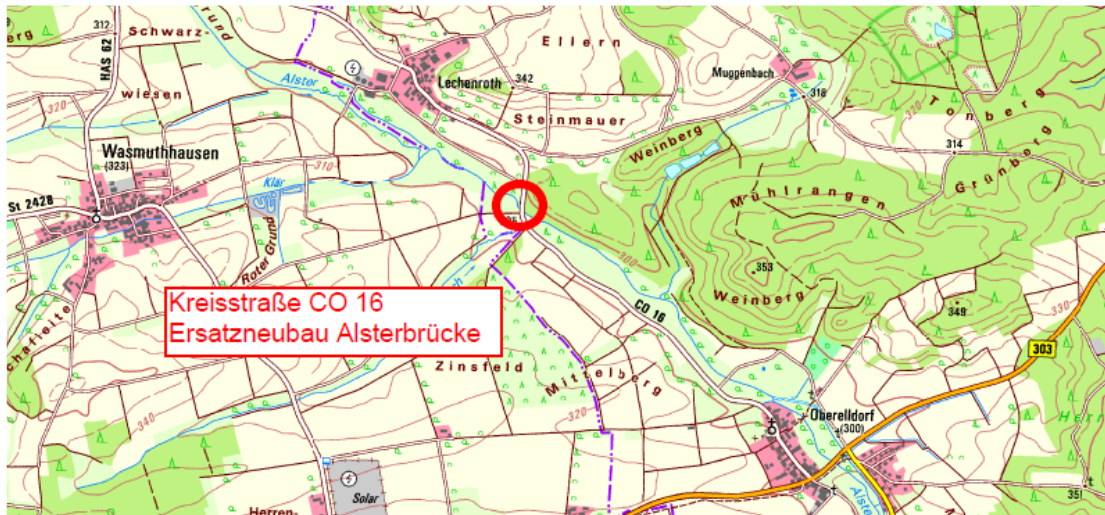 312
Schwarz-
wiesen
HAS 62
320
Alster
Lechenroth
342
Ellern
Steinmauer
Muggenbach
318
Tonberg
314
Grünberg
Wasmuthhausen
(323)
310
St 2428
Klär
Roter Grund
Weinberg
Mühlrangen
300
353
Weinberg
349
330
303
CO 16
Kreisstraße CO 16
Ersatzneubau Alsterbrücke
Zinsfeld
Mittelberg
320
340
Oberelldorf
(300)
Solar
Herren-
Alster
351